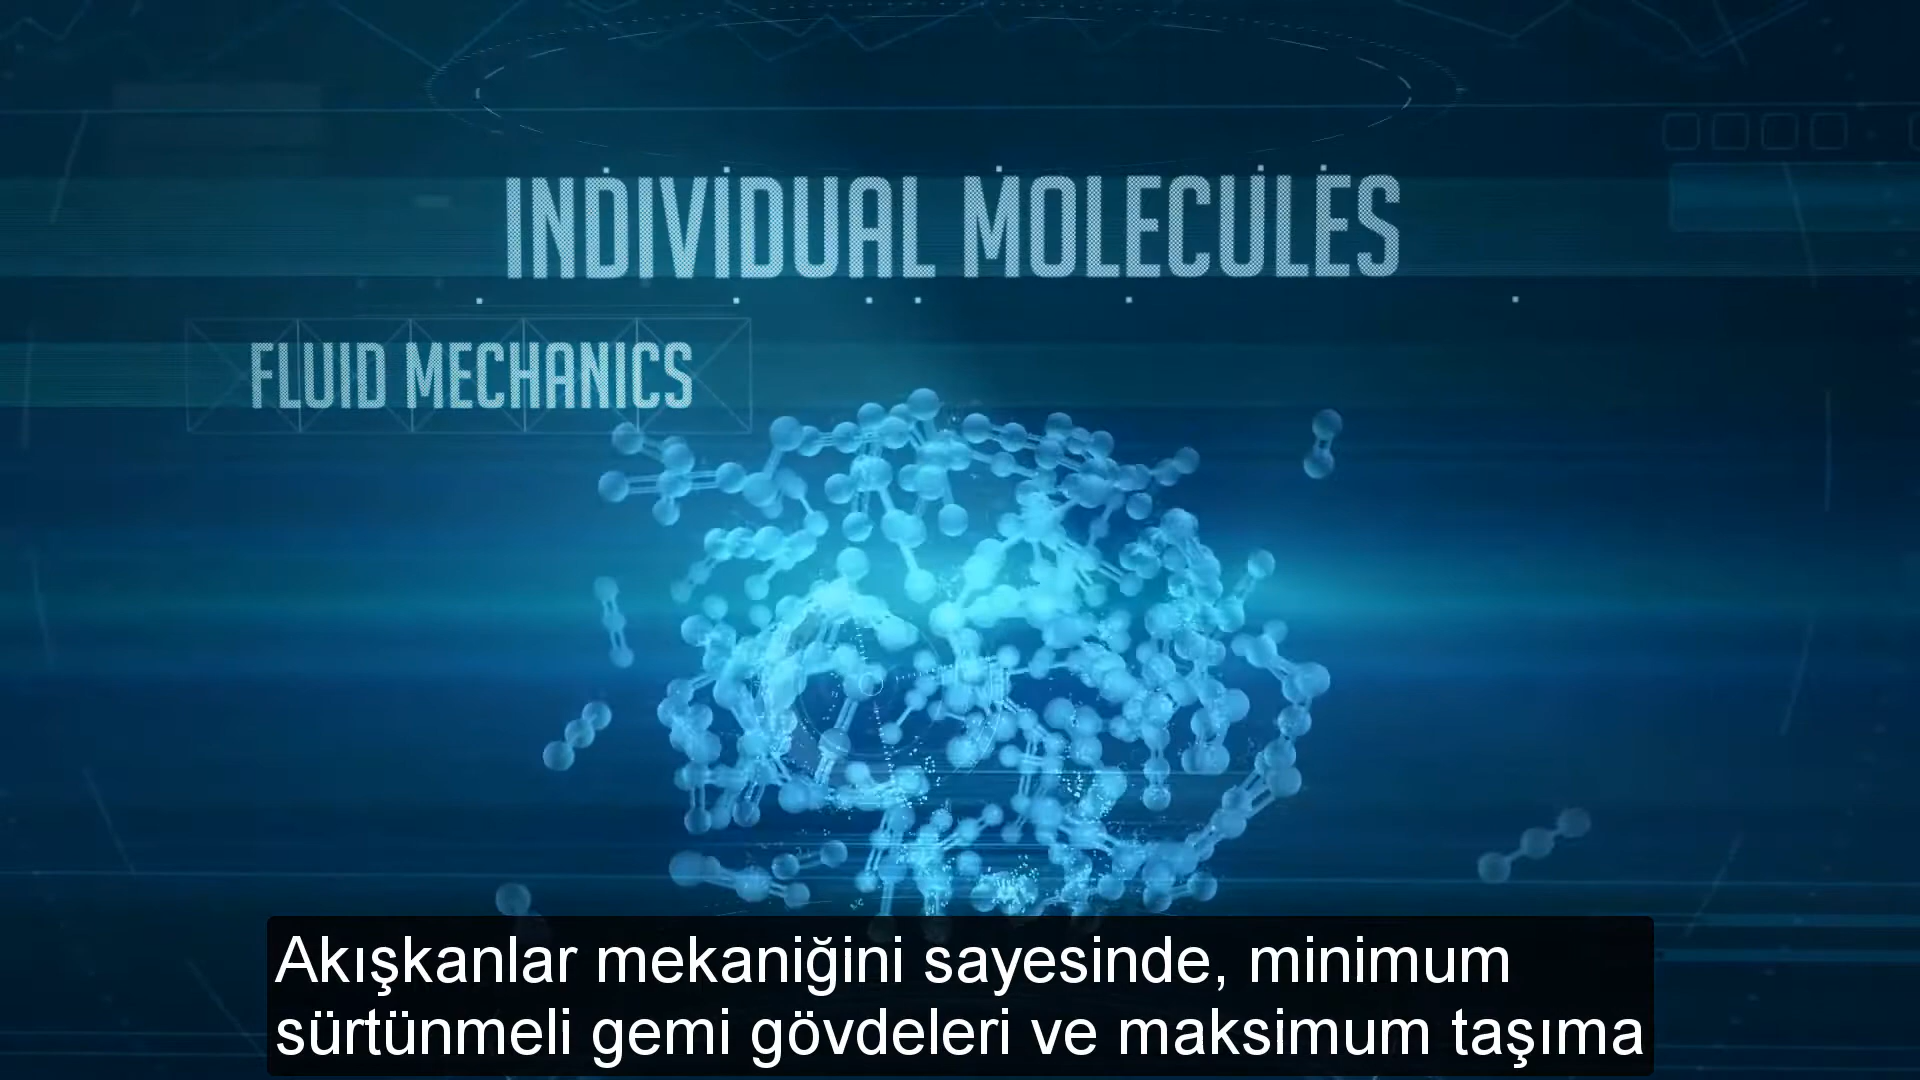 INDIVIDUAL MOLECULES
FLUID MECHANICS
Akışkanlar mekaniğini sayesinde, minimum
sürtünmeli gemi gövdeleri ve maksimum taşıma